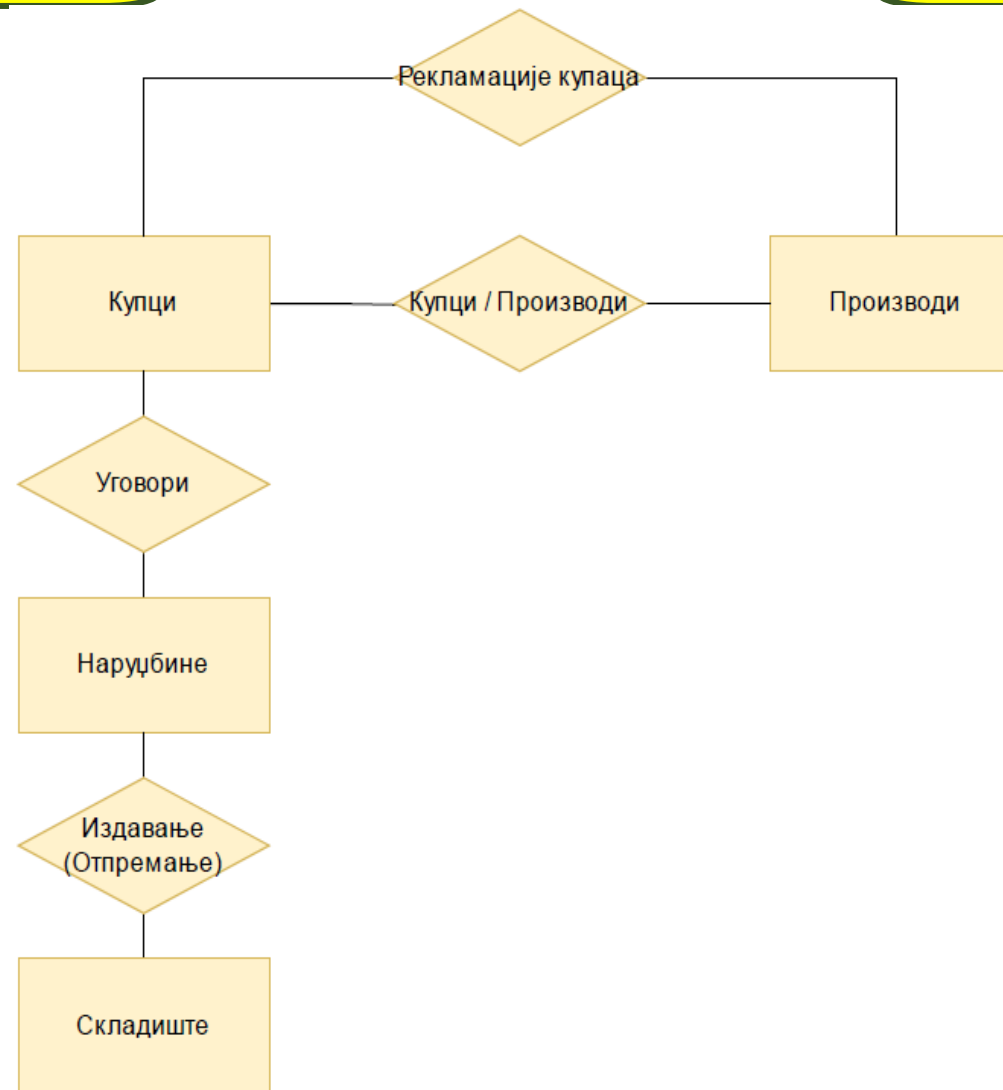 Рекламације купаца
Купци
Купци / Производи
Производи
Уговори
Наруџбине
Издавање
(Отпремање)
Складиште